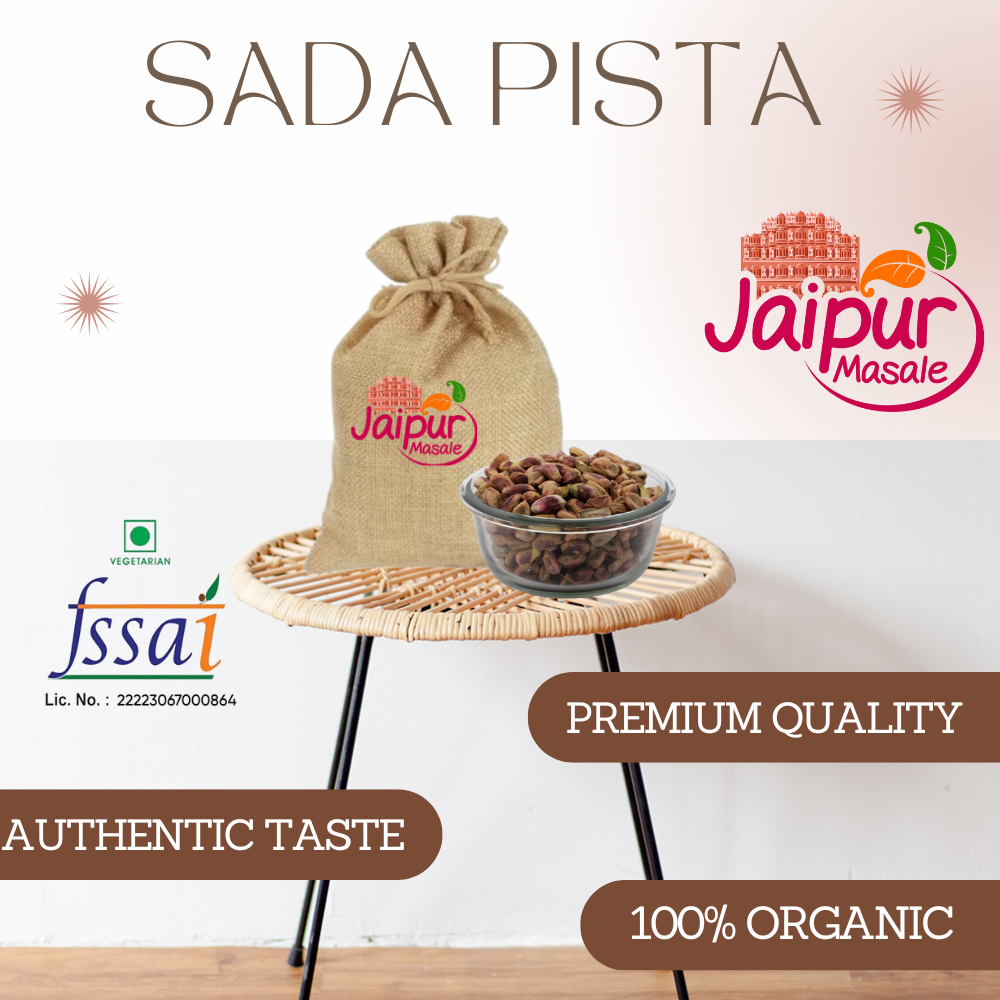 SADA PISTA
Jaipur
Masale
Jaipur
Masale
VEGETARIAN
fssai
Lic. No. : 22223067000864
PREMIUM QUALITY
AUTHENTIC TASTE
100% ORGANIC